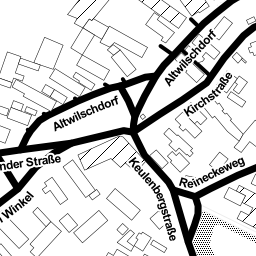 Altwilschdorf
Kirchstraße
Altwilschdorf
nder Straße
Reineckeweg
Keulenbergstraße
Winkel